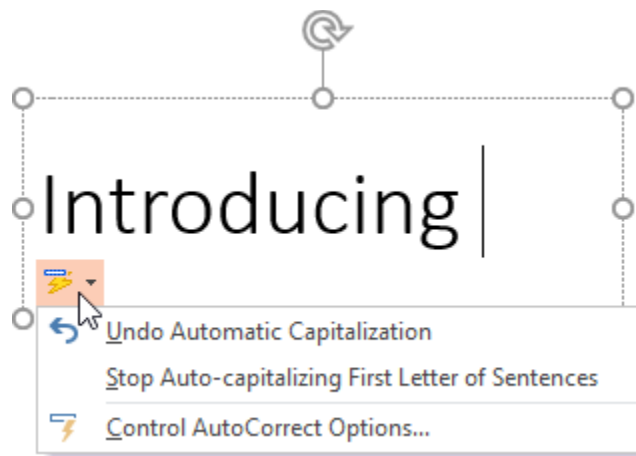 Introducing
Undo Automatic Capitalization
Stop Auto-capitalizing First Letter of Sentences
Control AutoCorrect Options...